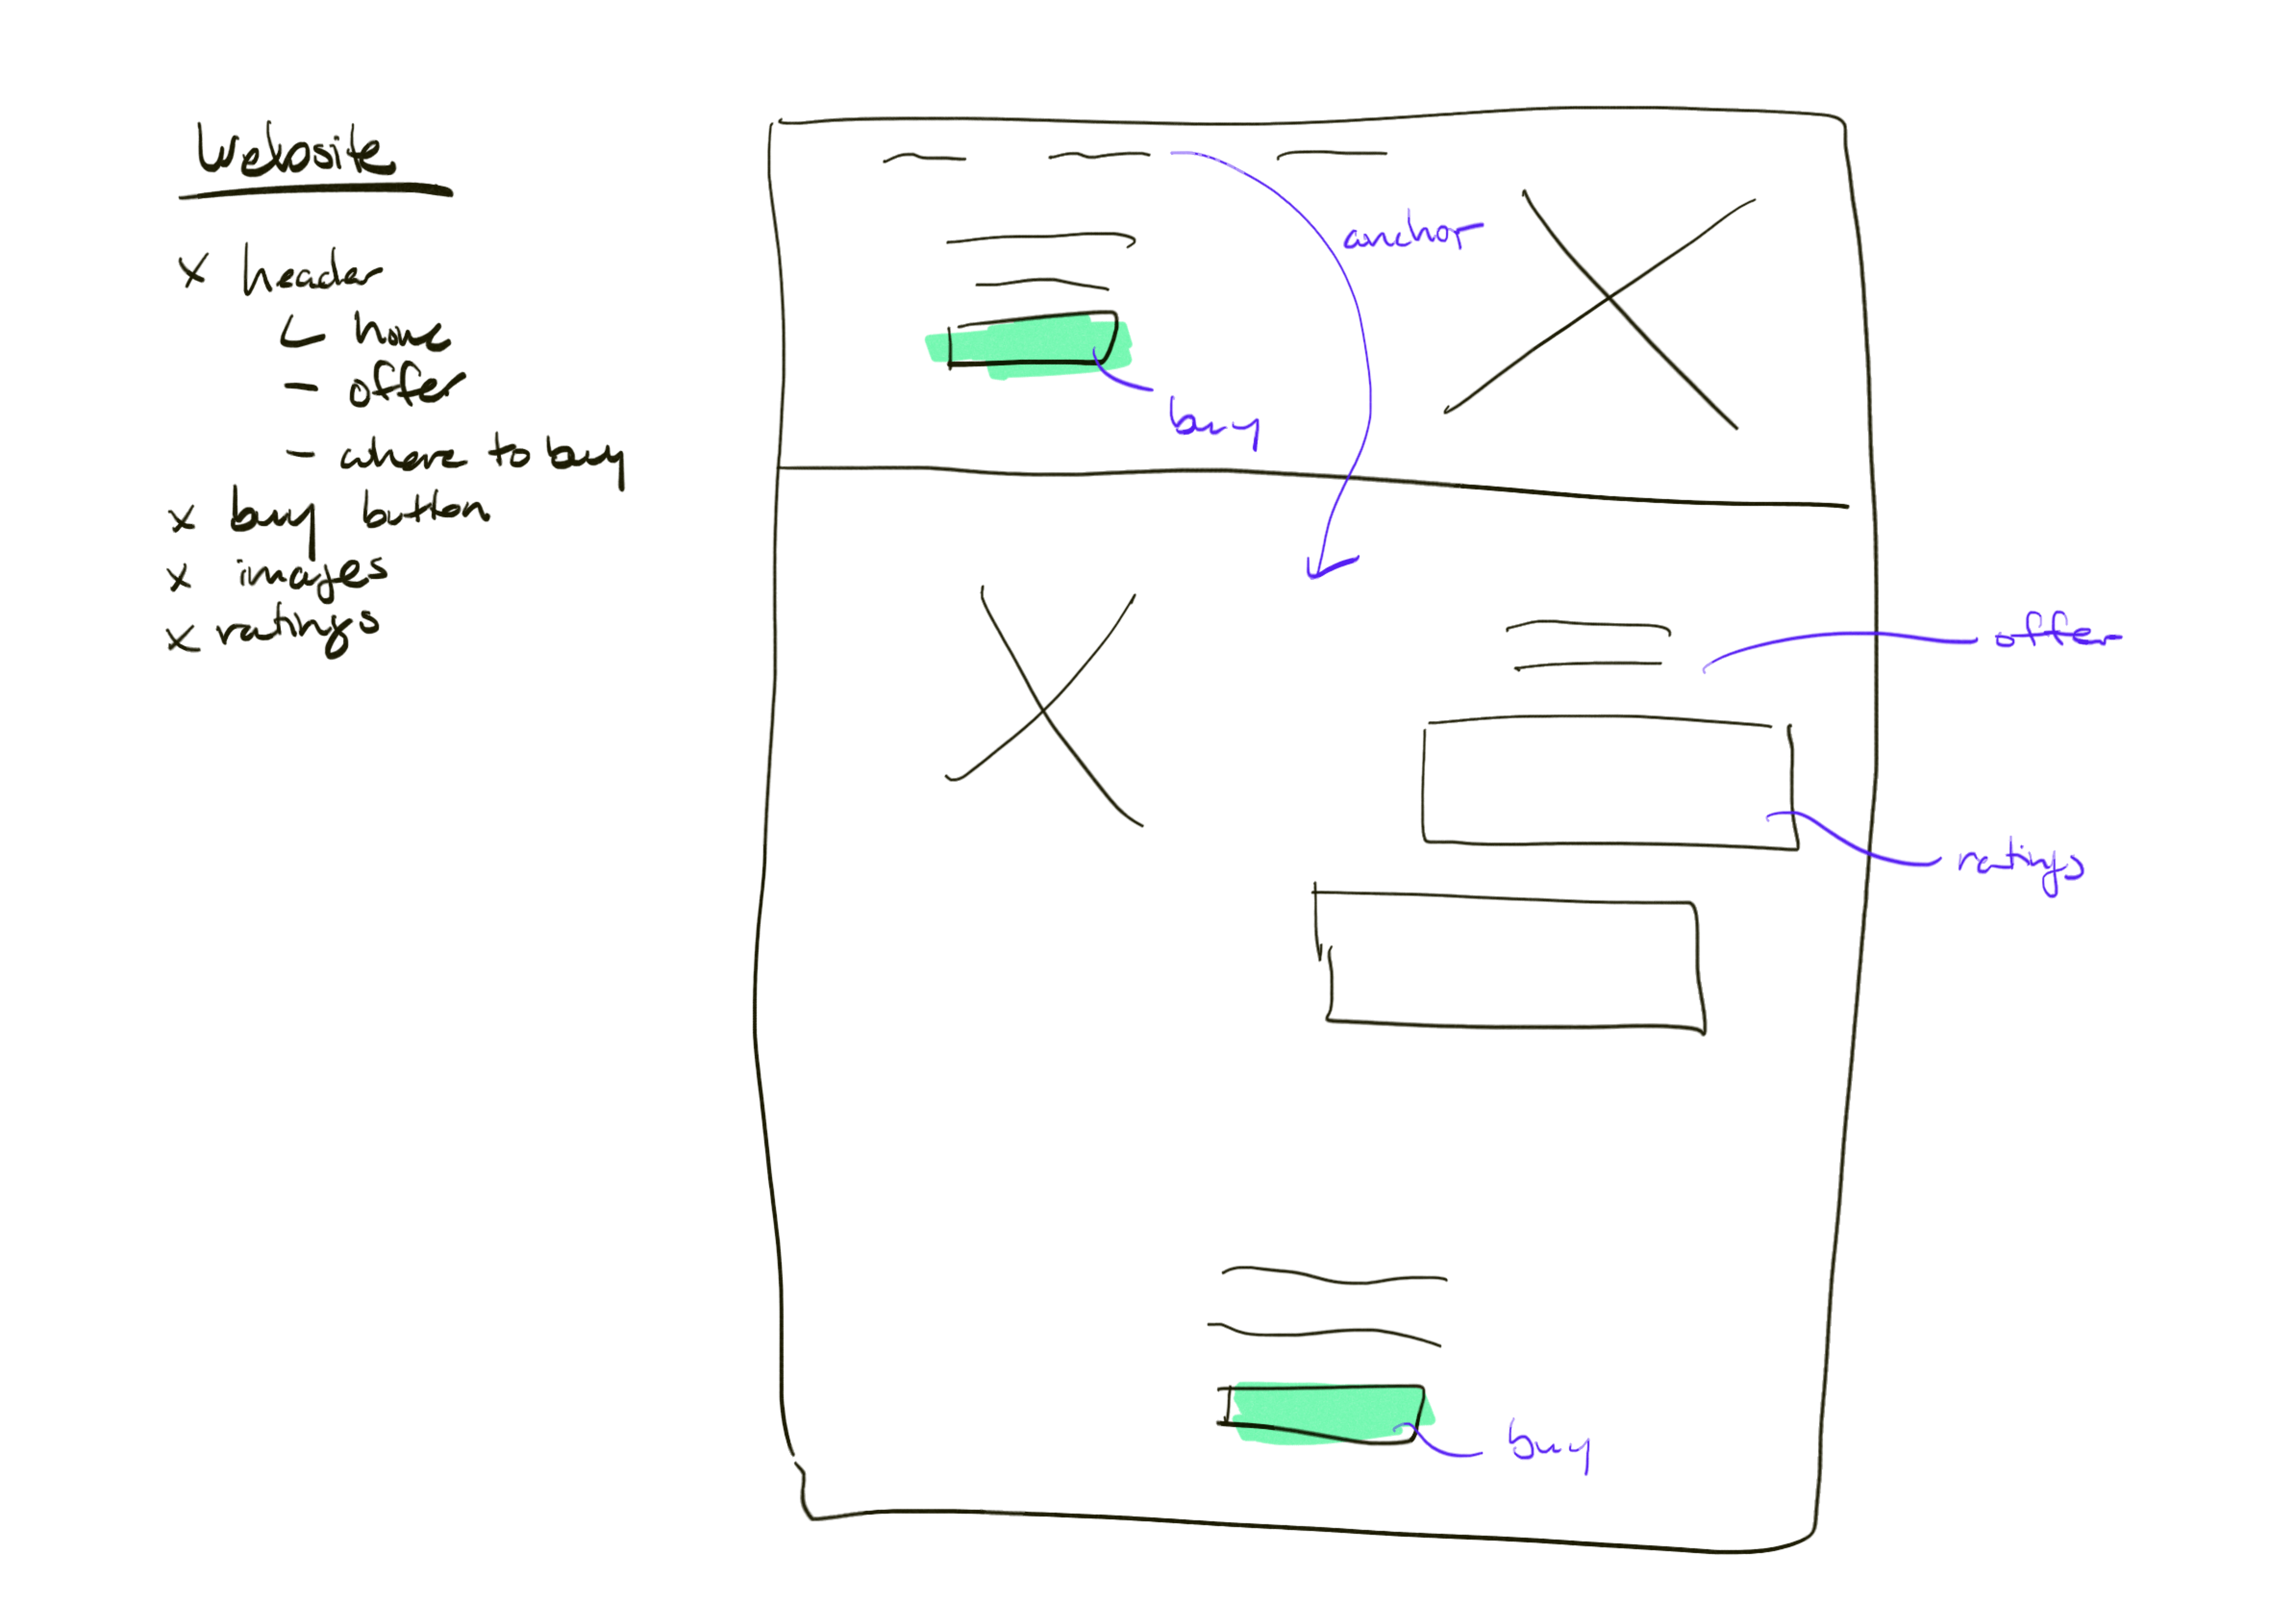 Website
x header
home
- offer
- where to buy
x buy button
x images
x ratings
anchor
buy
offer
ratings
buy